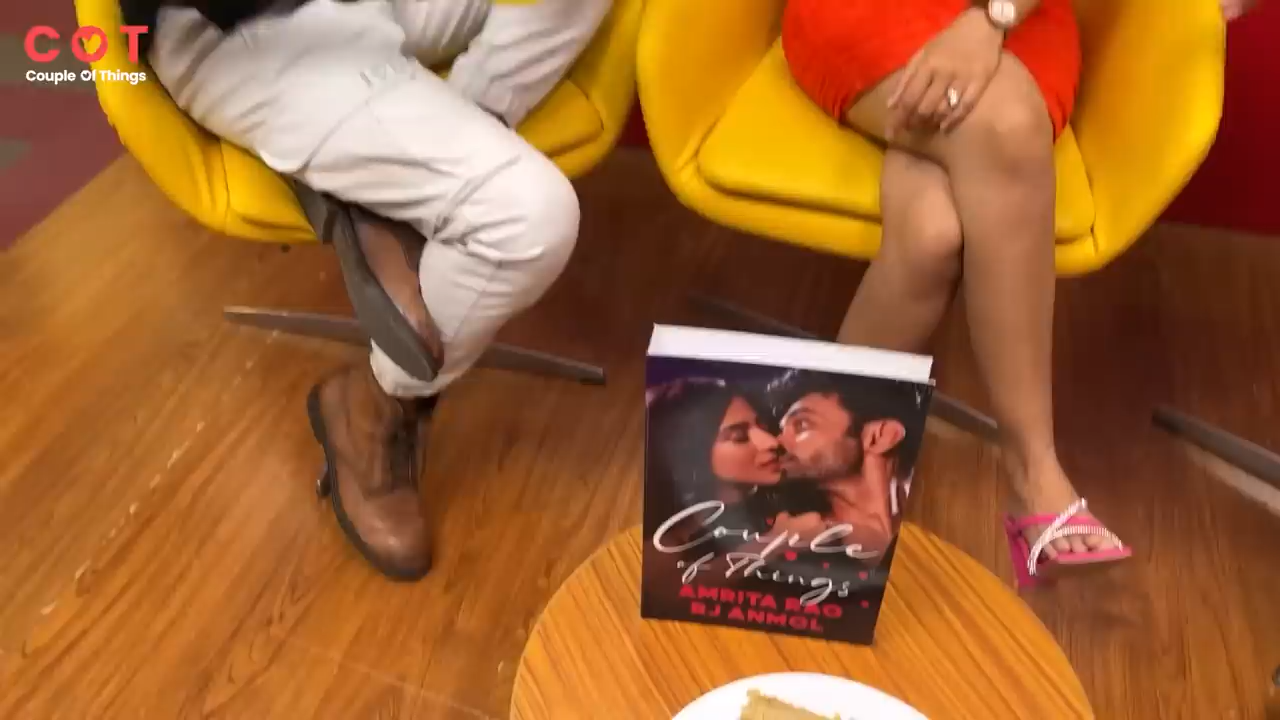 COT
Couple Of Things
Couple
of Things
AMRITA RAO
RJ ANMOL